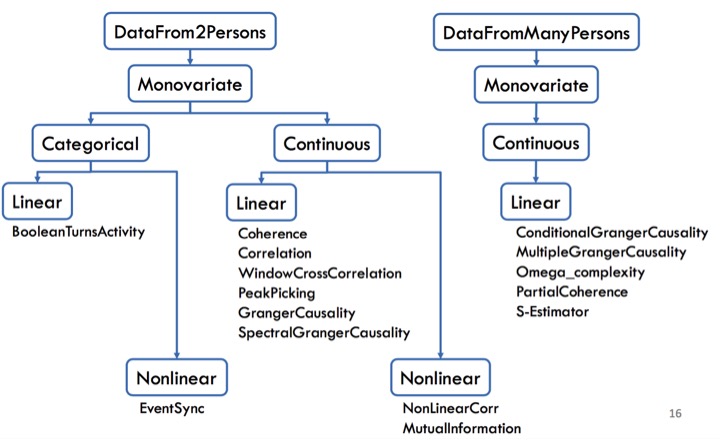 DataFrom2Persons
DataFromManyPersons
Monovariate
Monovariate
Categorical
Continuous
Continuous
Linear
Linear
Linear
BooleanTurnsActivity
Coherence
Correlation
WindowCrossCorrelation
PeakPicking
GrangerCausality
SpectralGrangerCausality
ConditionalGrangerCausality
MultipleGrangerCausality
Omega_complexity
PartialCoherence
S-Estimator
Nonlinear
EventSync
Nonlinear
NonLinearCorr
MutualInformation
16